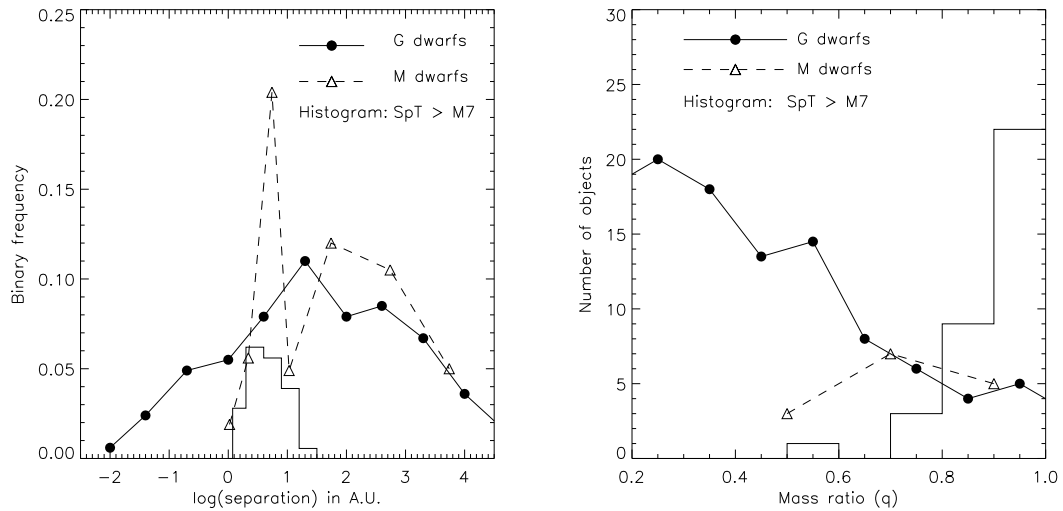 0.25
0.20
0.15
0.10
0.05
0.00
Binary frequency
−2 −1 0 1 2 3 4
log(separation) in A.U.
G dwarfs
M dwarfs
Histogram: SpT > M7
30
25
20
15
10
5
0
Number of objects
0.2 0.4 0.6 0.8 1.0
Mass ratio (q)
G dwarfs
M dwarfs
Histogram: SpT > M7